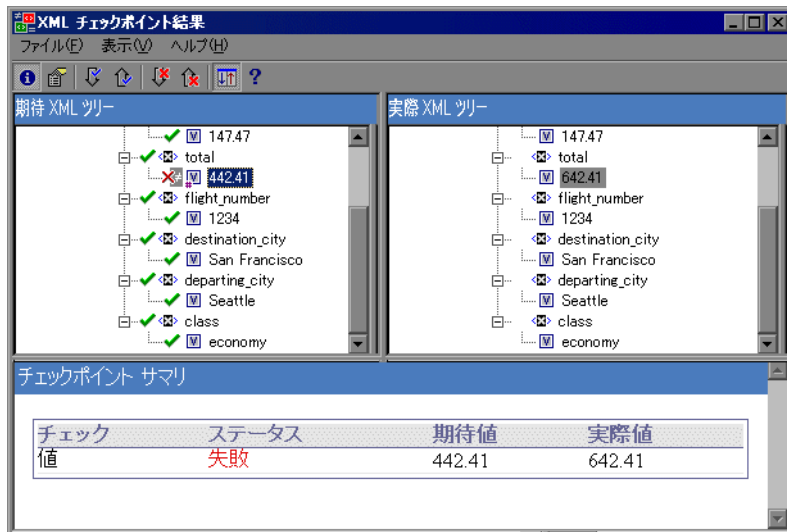 XML チェックポイント結果
ファイル(F) 表示(V) ヘルプ(H)
期待 XML ツリー
147.47
total
442.41
flight_number
1234
destination_city
San Francisco
departing_city
Seattle
class
economy
実際 XML ツリー
147.47
total
642.41
flight_number
1234
destination_city
San Francisco
departing_city
Seattle
class
economy
チェックポイント サマリ
チェック ステータス 期待値 実際値
値 失敗 442.41 642.41